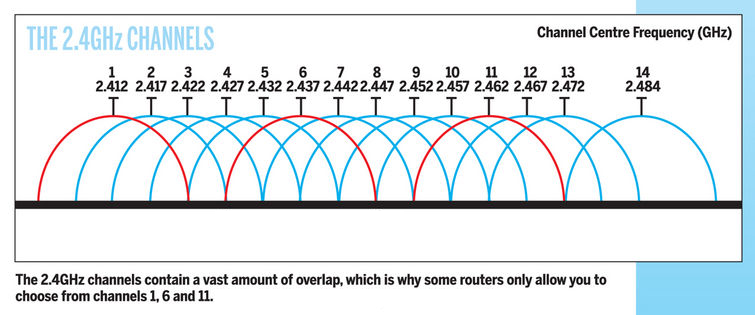 THE 2.4GHz CHANNELS
Channel Centre Frequency (GHz)
1 2 3 4 5 6 7 8 9 10 11 12 13 14
2.412 2.417 2.422 2.427 2.432 2.437 2.442 2.447 2.452 2.457 2.462 2.467 2.472 2.484
The 2.4GHz channels contain a vast amount of overlap, which is why some routers only allow you to
choose from channels 1, 6 and 11.